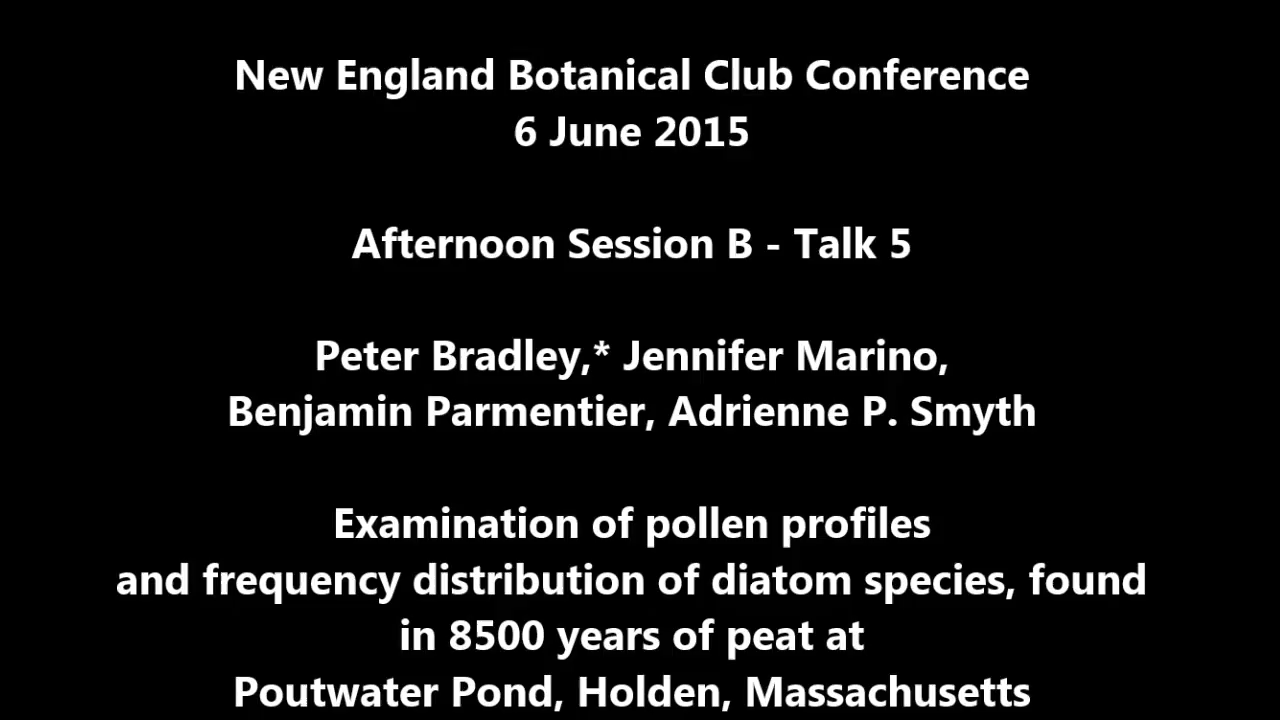 New England Botanical Club Conference
6 June 2015
Afternoon Session B - Talk 5
Peter Bradley,* Jennifer Marino,
Benjamin Parmentier, Adrienne P. Smyth
Examination of pollen profiles
and frequency distribution of diatom species, found
in 8500 years of peat at
Poutwater Pond, Holden, Massachusetts